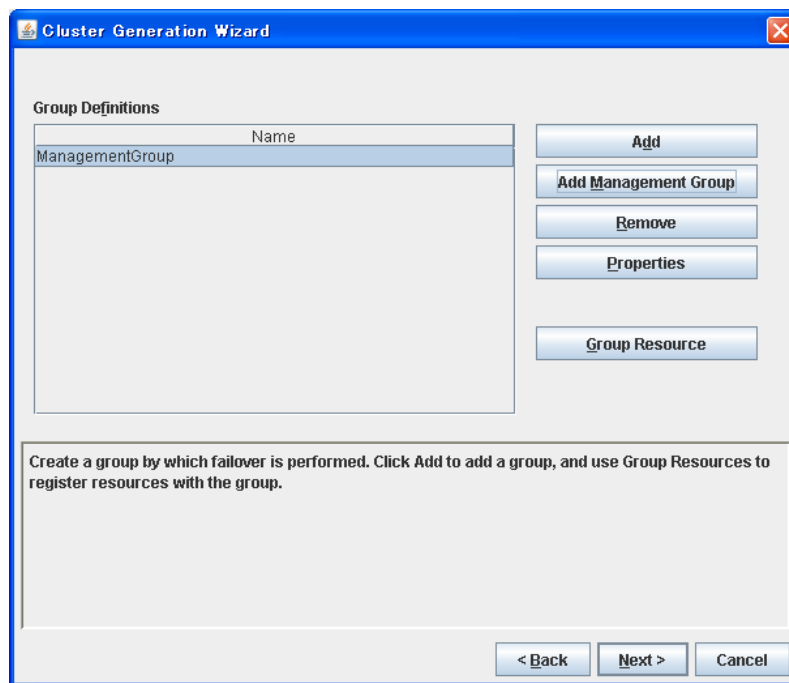 Cluster Generation Wizard
Group Definitions
Name
ManagementGroup
Add
Add Management Group
Remove
Properties
Group Resource
Create a group by which failover is performed. Click Add to add a group, and use Group Resources to
register resources with the group.
< Back
Next >
Cancel